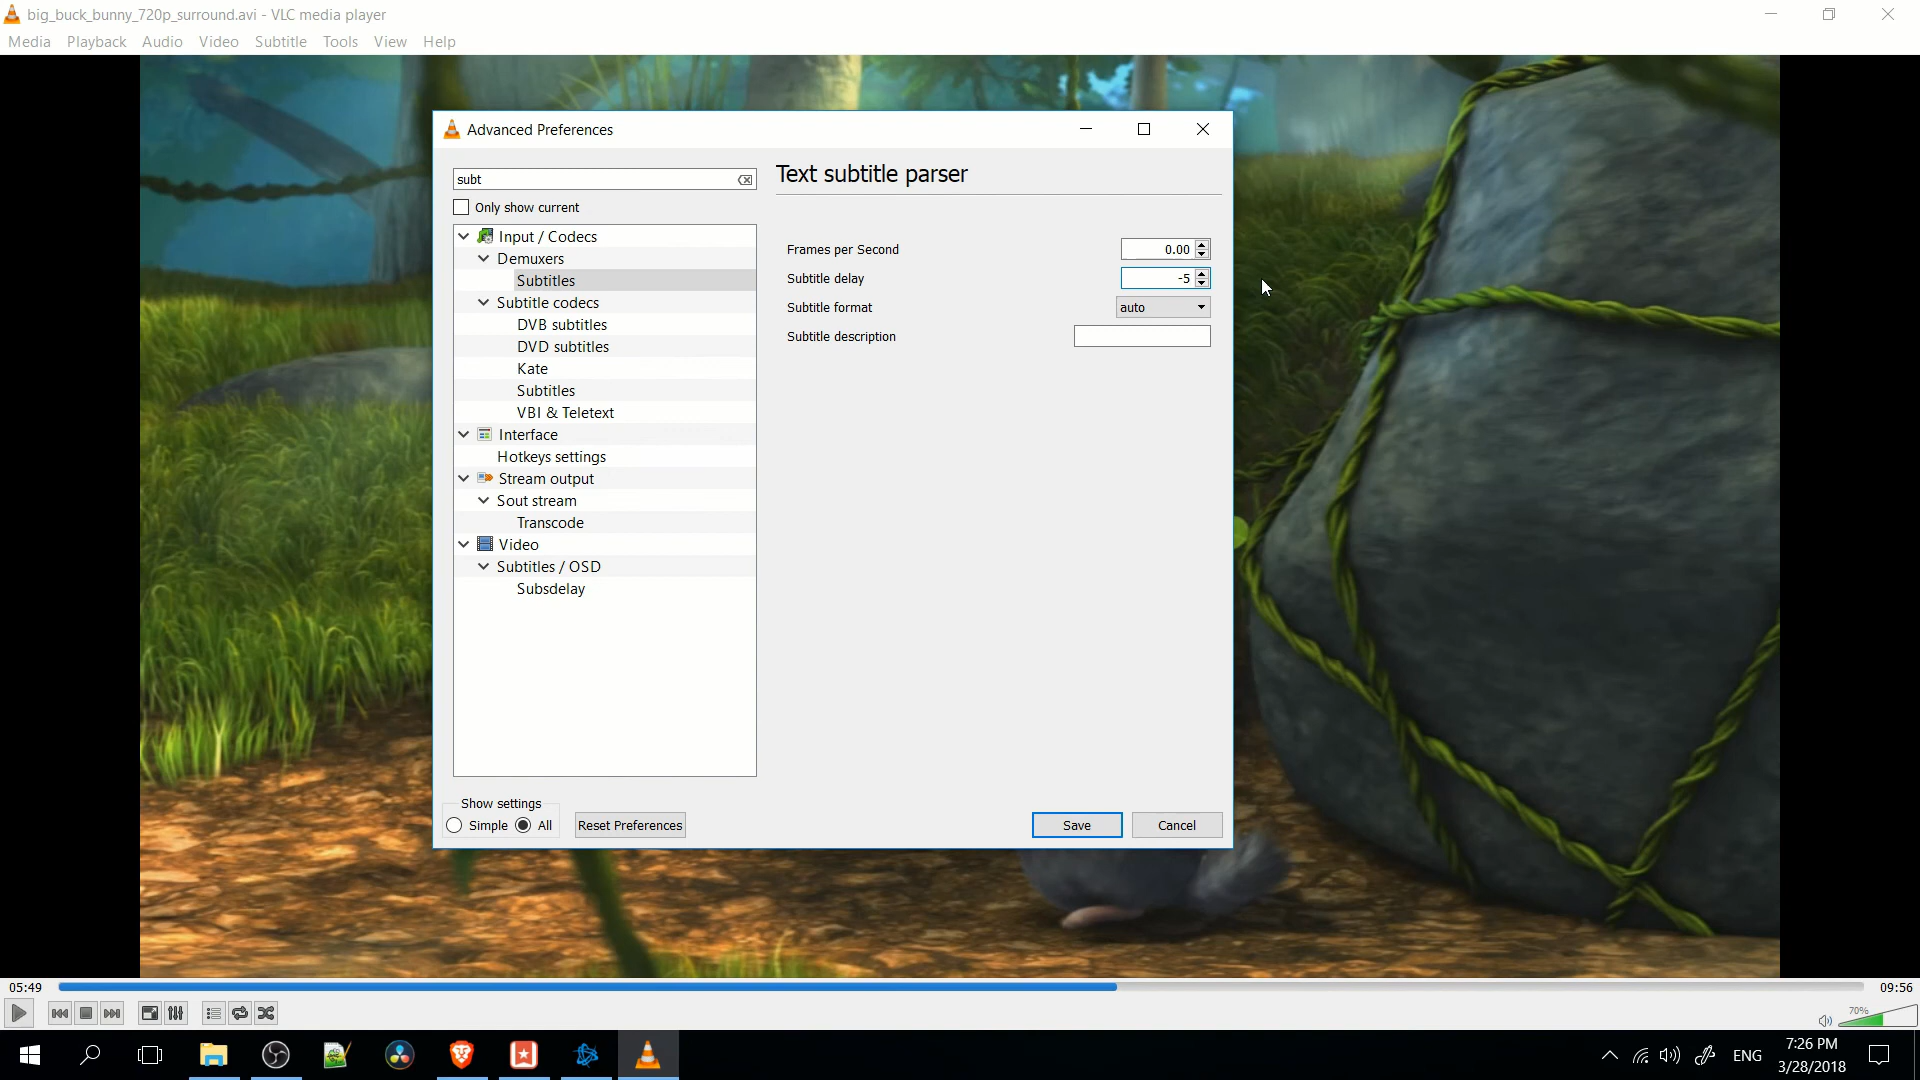 big_buck_bunny_720p_surround.avi - VLC media player
Media Playback Audio Video Subtitle Tools View Help
Advanced Preferences
subt
Only show current
Input / Codecs
Demuxers
Subtitles
Subtitle codecs
DVB subtitles
DVD subtitles
Kate
Subtitles
VBI & Teletext
Interface
Hotkeys settings
Stream output
Sout stream
Transcode
Video
Subtitles / OSD
Subsdelay
Text subtitle parser
Frames per Second 0.00
Subtitle delay -5
Subtitle format auto
Subtitle description
Show settings
Simple All Reset Preferences Save Cancel
05:49 09:56
70%
ENG
7:26 PM
3/28/2018